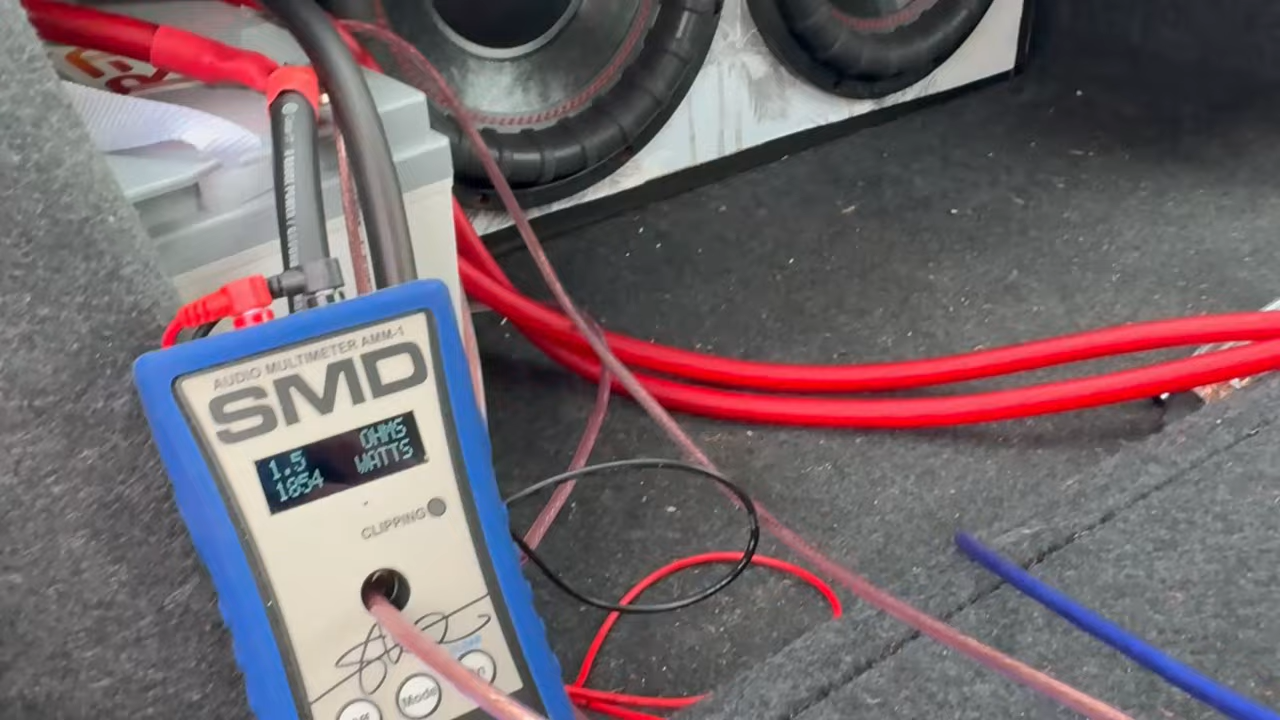 AUDIO MULTIMETER AMM-1
SMD
1.5 OHMS
1854 WATTS
CLIPPING
Mode